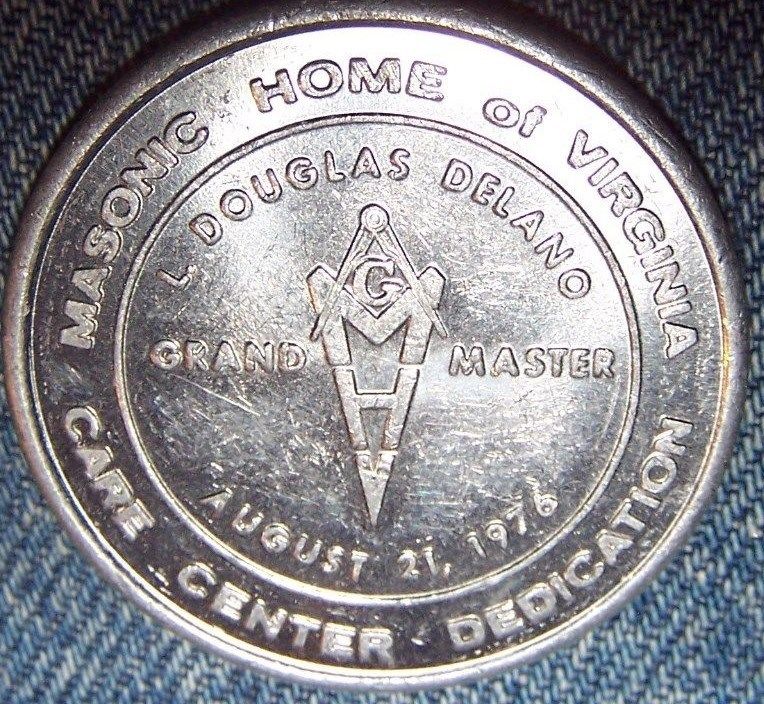 MASONIC HOME of VIRGINIA
CARE CENTER DEDICATION
L. DOUGLAS DELANO
GRAND MASTER
G
M
H
V
AUGUST 21, 1976